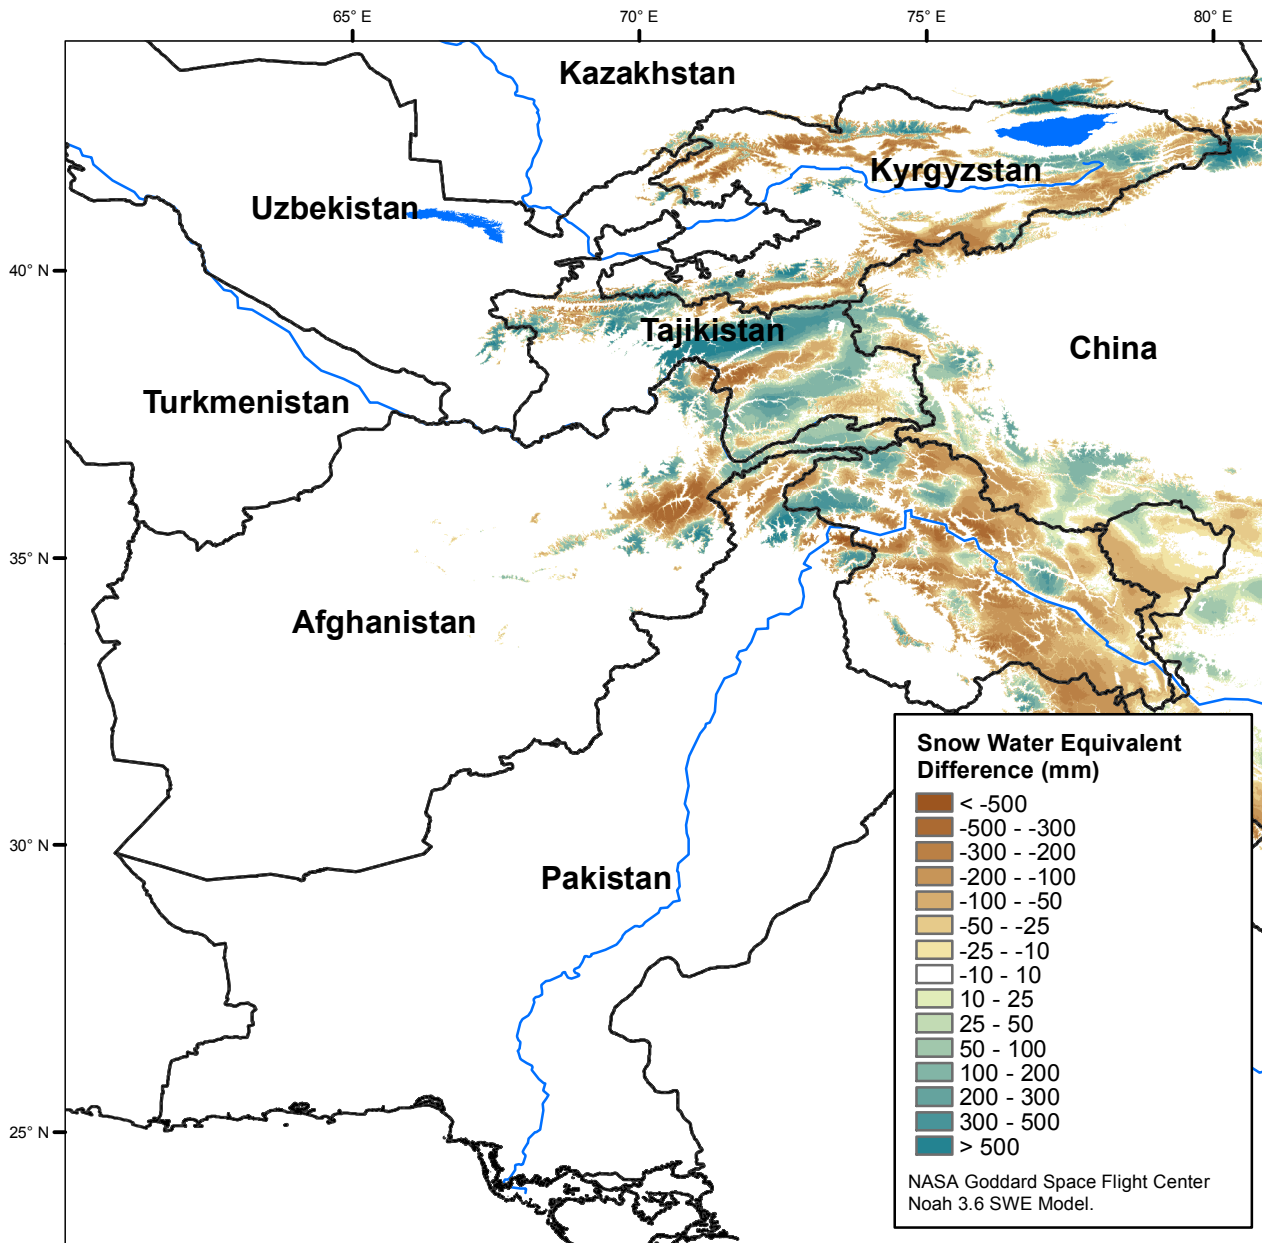 65° E
70° E
75° E
80° E
Kazakhstan
Kyrgyzstan
Uzbekistan
40° N
Tajikistan
China
Turkmenistan
35° N
Afghanistan
30° N
Pakistan
25° N
Snow Water Equivalent
Difference (mm)
< -500
-500 - -300
-300 - -200
-200 - -100
-100 - -50
-50 - -25
-25 - -10
-10 - 10
10 - 25
25 - 50
50 - 100
100 - 200
200 - 300
300 - 500
> 500
NASA Goddard Space Flight Center
Noah 3.6 SWE Model.